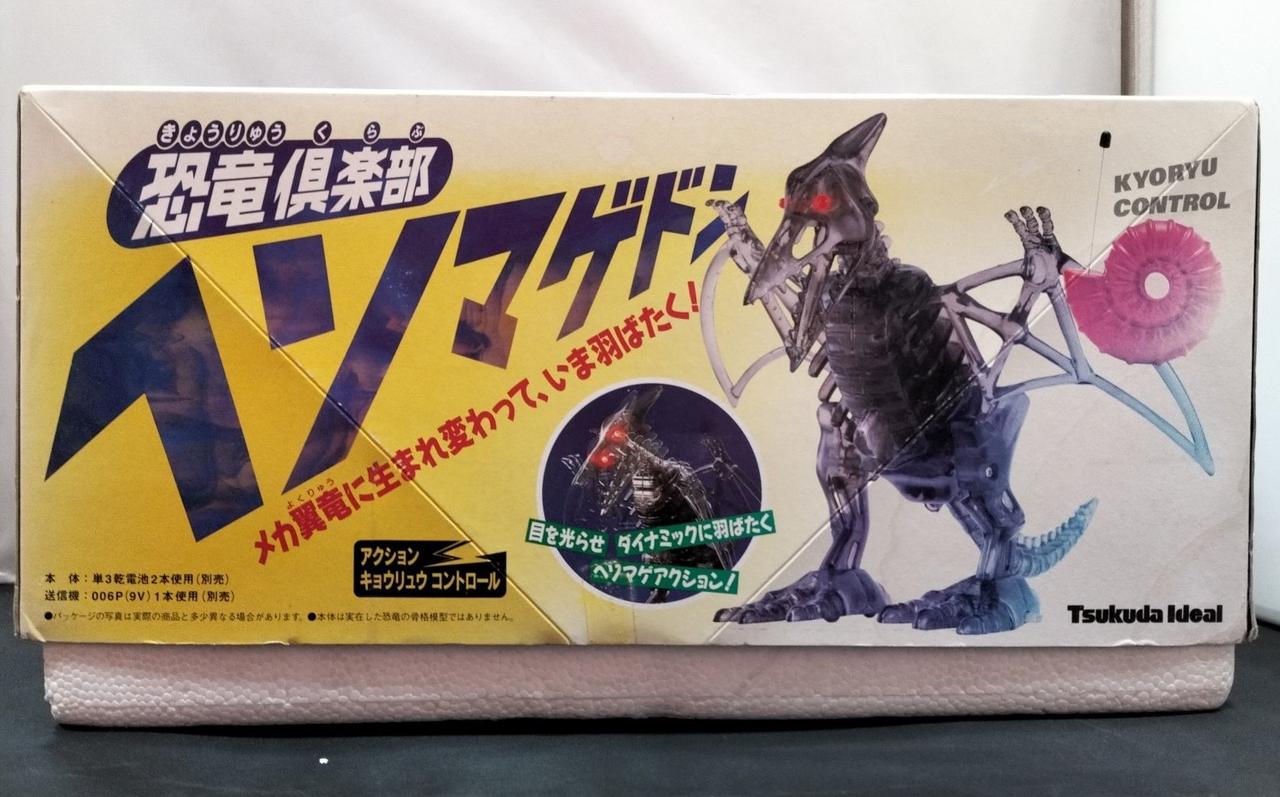 きょうりゅう くらぶ
恐竜倶楽部
ヘソマゲドン
メカ翼竜に生まれ変わって、いま羽ばたく!
よくりゅう
KYORYU
CONTROL
目を光らせ ダイナミックに羽ばたく
ヘソマゲアクション!
アクション
キョウリュウ コントロール
本 体:単3乾電池2本使用(別売)
送信機:006P(9V)1本使用(別売)
●パッケージの写真は実際の商品と多少異なる場合があります。●本体は実在した恐竜の骨格模型ではありません。
Tsukuda Ideal